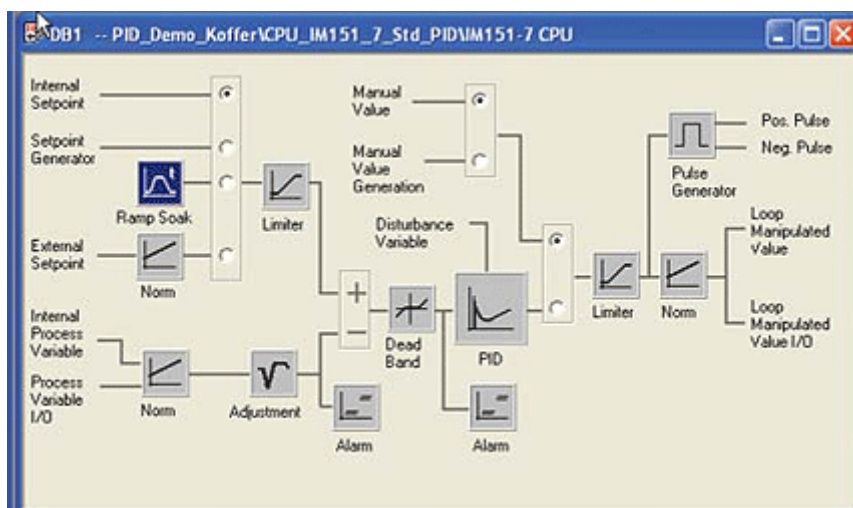 DB1 -- PID_Demo_Koffer\CPU_IM151_7_Std_PID\IM151-7 CPU
Internal
Setpoint
Setpoint
Generator
Ramp Soak
External
Setpoint
Norm
Limiter
Internal
Process
Variable
Process
Variable
I/O
Norm
Adjustment
Alarm
Manual
Value
Manual
Value
Generation
Disturbance
Variable
Dead
Band
PID
Alarm
Limiter
Norm
Pulse
Generator
Pos. Pulse
Neg. Pulse
Loop
Manipulated
Value
Loop
Manipulated
Value I/O